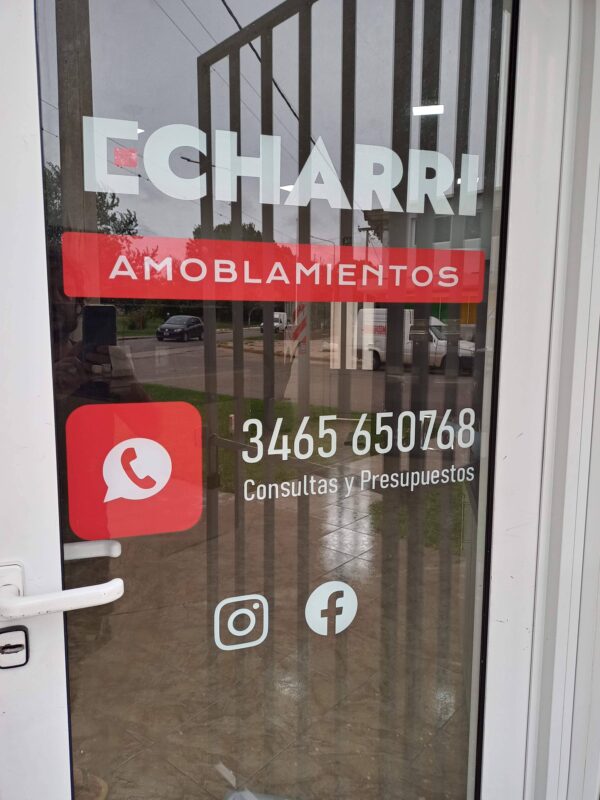 ECHARRI
AMOBLAMIENTOS
3465 650768
Consultas y Presupuestos